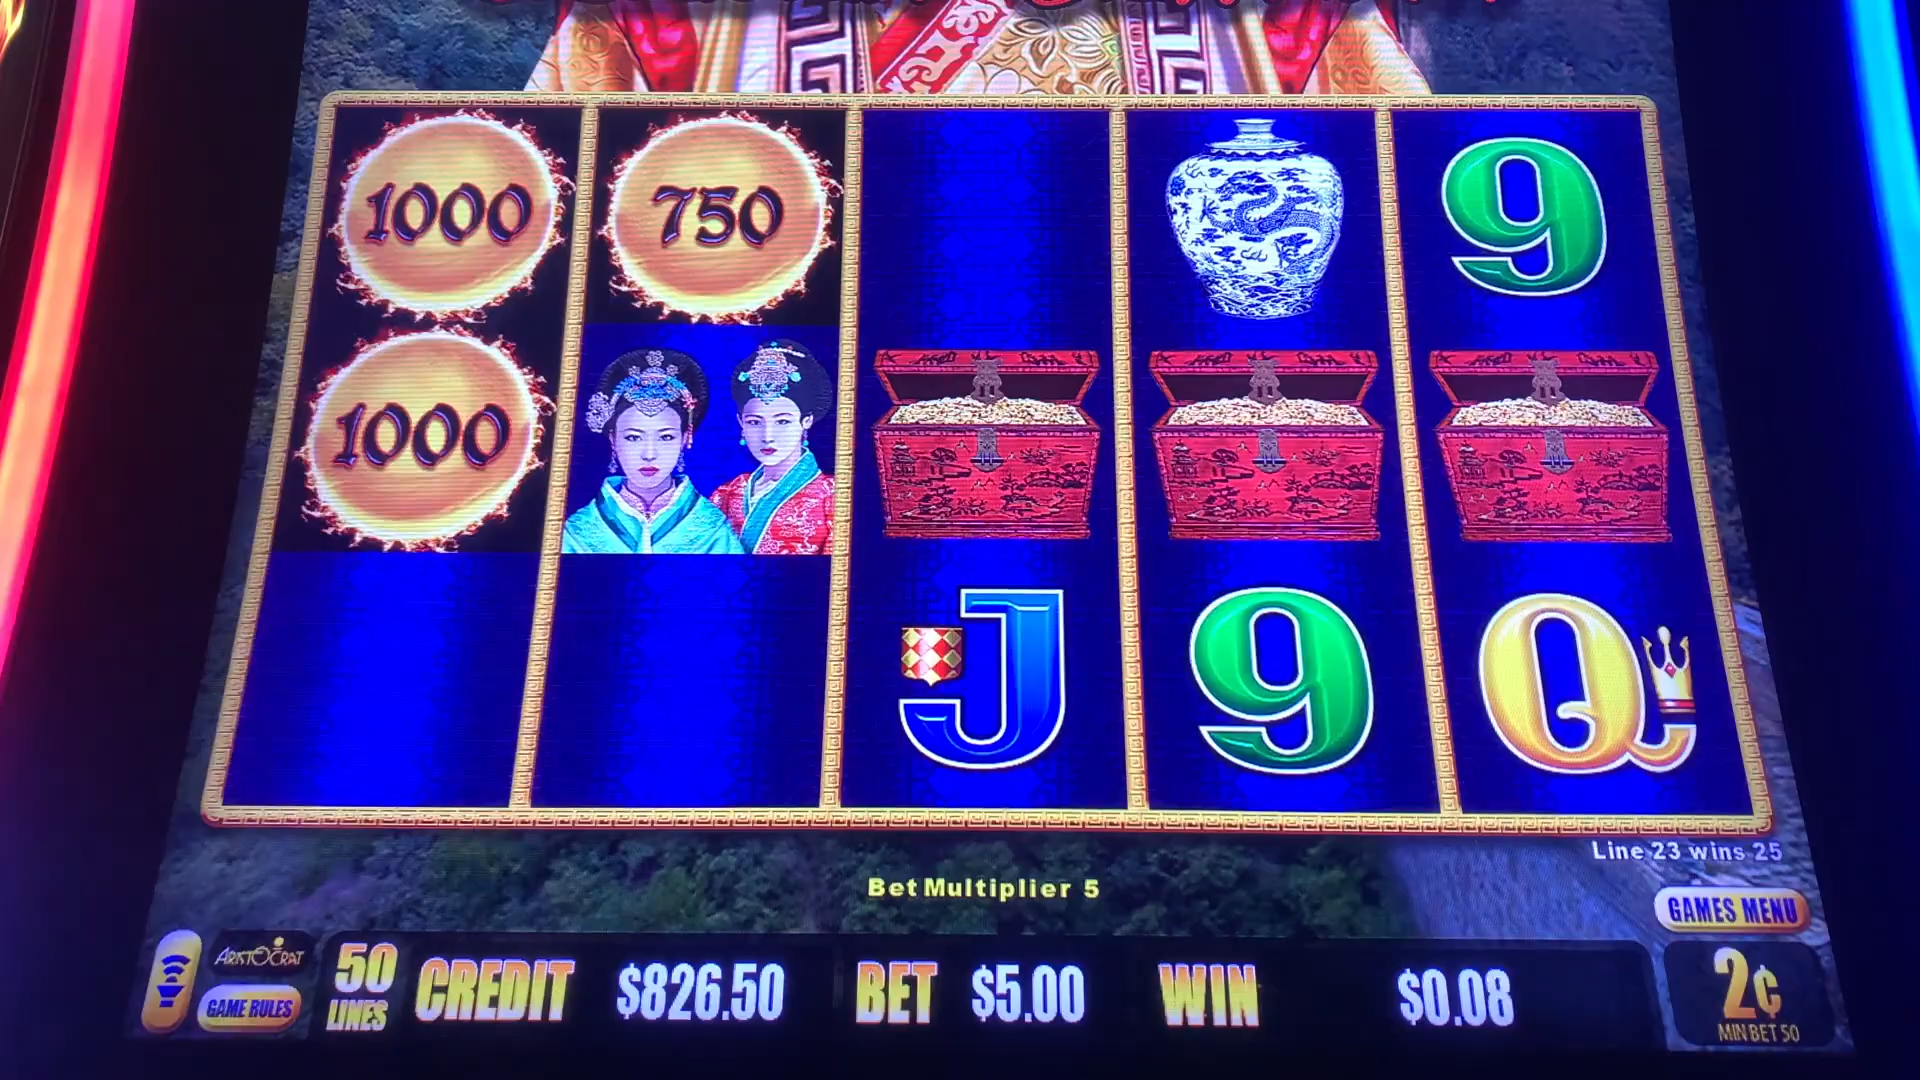 1000
750
9
1000
J
9
Q
Line 23 wins 25
Bet Multiplier 5
GAMES MENU
ARISTOCRAT
GAME RULES
50
LINES
CREDIT $826.50
BET $5.00
WIN $0.08
2¢
MIN BET 50